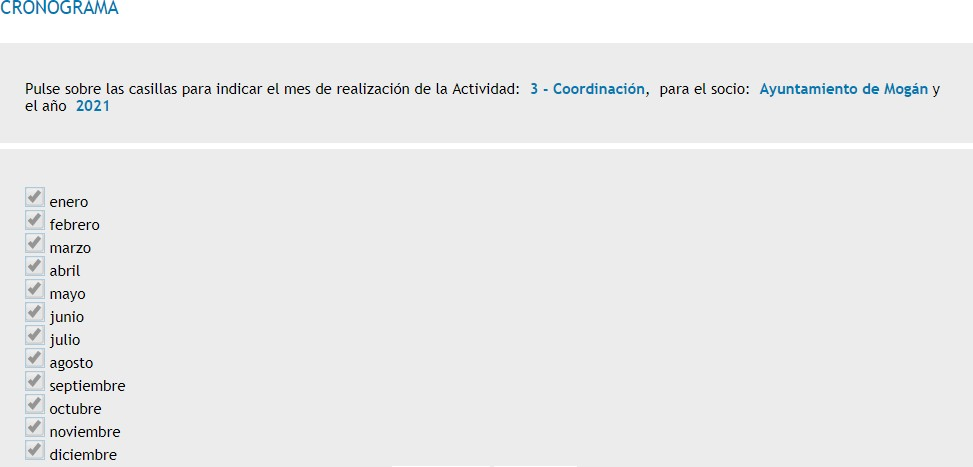 CRONOGRAMA
Pulse sobre las casillas para indicar el mes de realización de la Actividad: 3 - Coordinación, para el socio: Ayuntamiento de Mogán y
el año 2021
enero
febrero
marzo
abril
mayo
junio
julio
agosto
septiembre
octubre
noviembre
diciembre